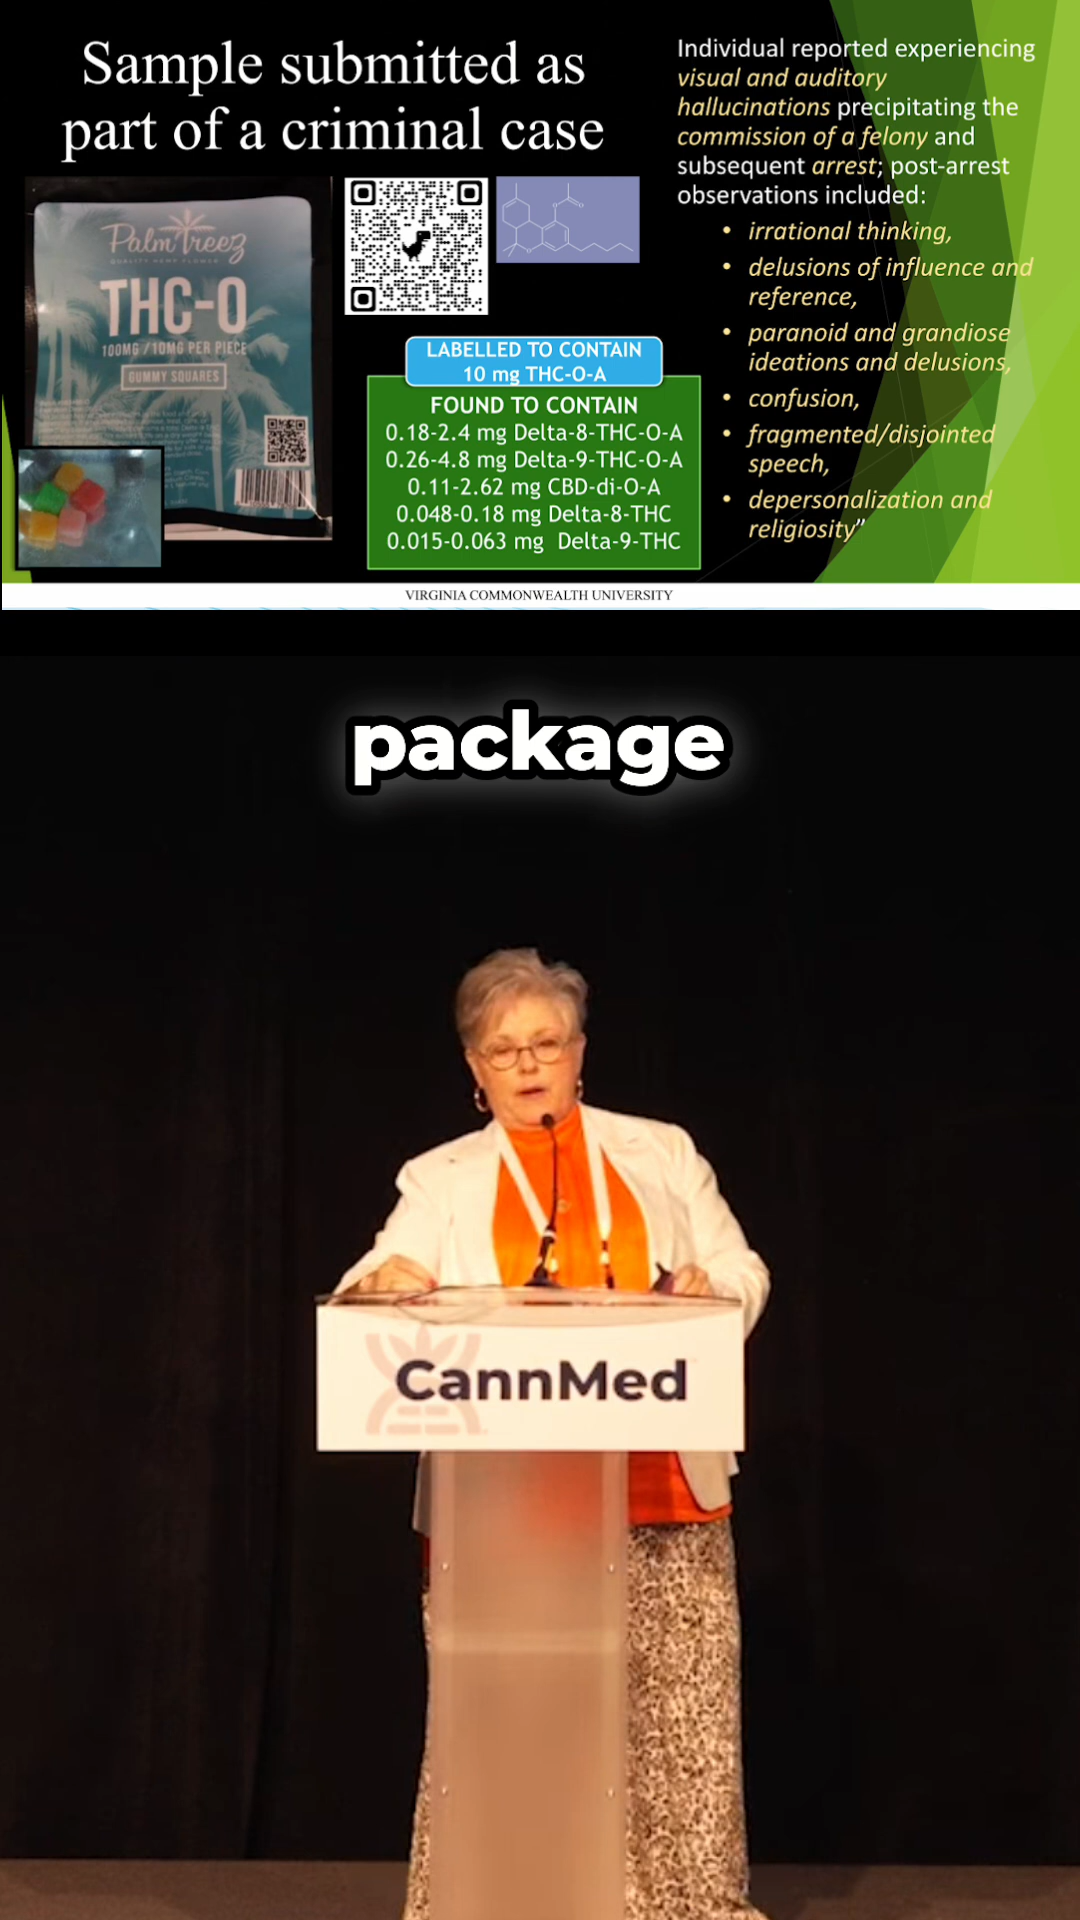 Sample submitted as
part of a criminal case
Palm Treez
QUALITY HEMP FLOWER
THC-O
100MG / 10MG PER PIECE
GUMMY SQUARES
LABELLED TO CONTAIN
10 mg THC-O-A
FOUND TO CONTAIN
0.18-2.4 mg Delta-8-THC-O-A
0.26-4.8 mg Delta-9-THC-O-A
0.11-2.62 mg CBD-di-O-A
0.048-0.18 mg Delta-8-THC
0.015-0.063 mg Delta-9-THC
Individual reported experiencing
visual and auditory
hallucinations precipitating the
commission of a felony and
subsequent arrest; post-arrest
observations included:
• irrational thinking,
• delusions of influence and
reference,
• paranoid and grandiose
ideations and delusions,
• confusion,
• fragmented/disjointed
speech,
• depersonalization and
religiosity”
VIRGINIA COMMONWEALTH UNIVERSITY
package
CannMed